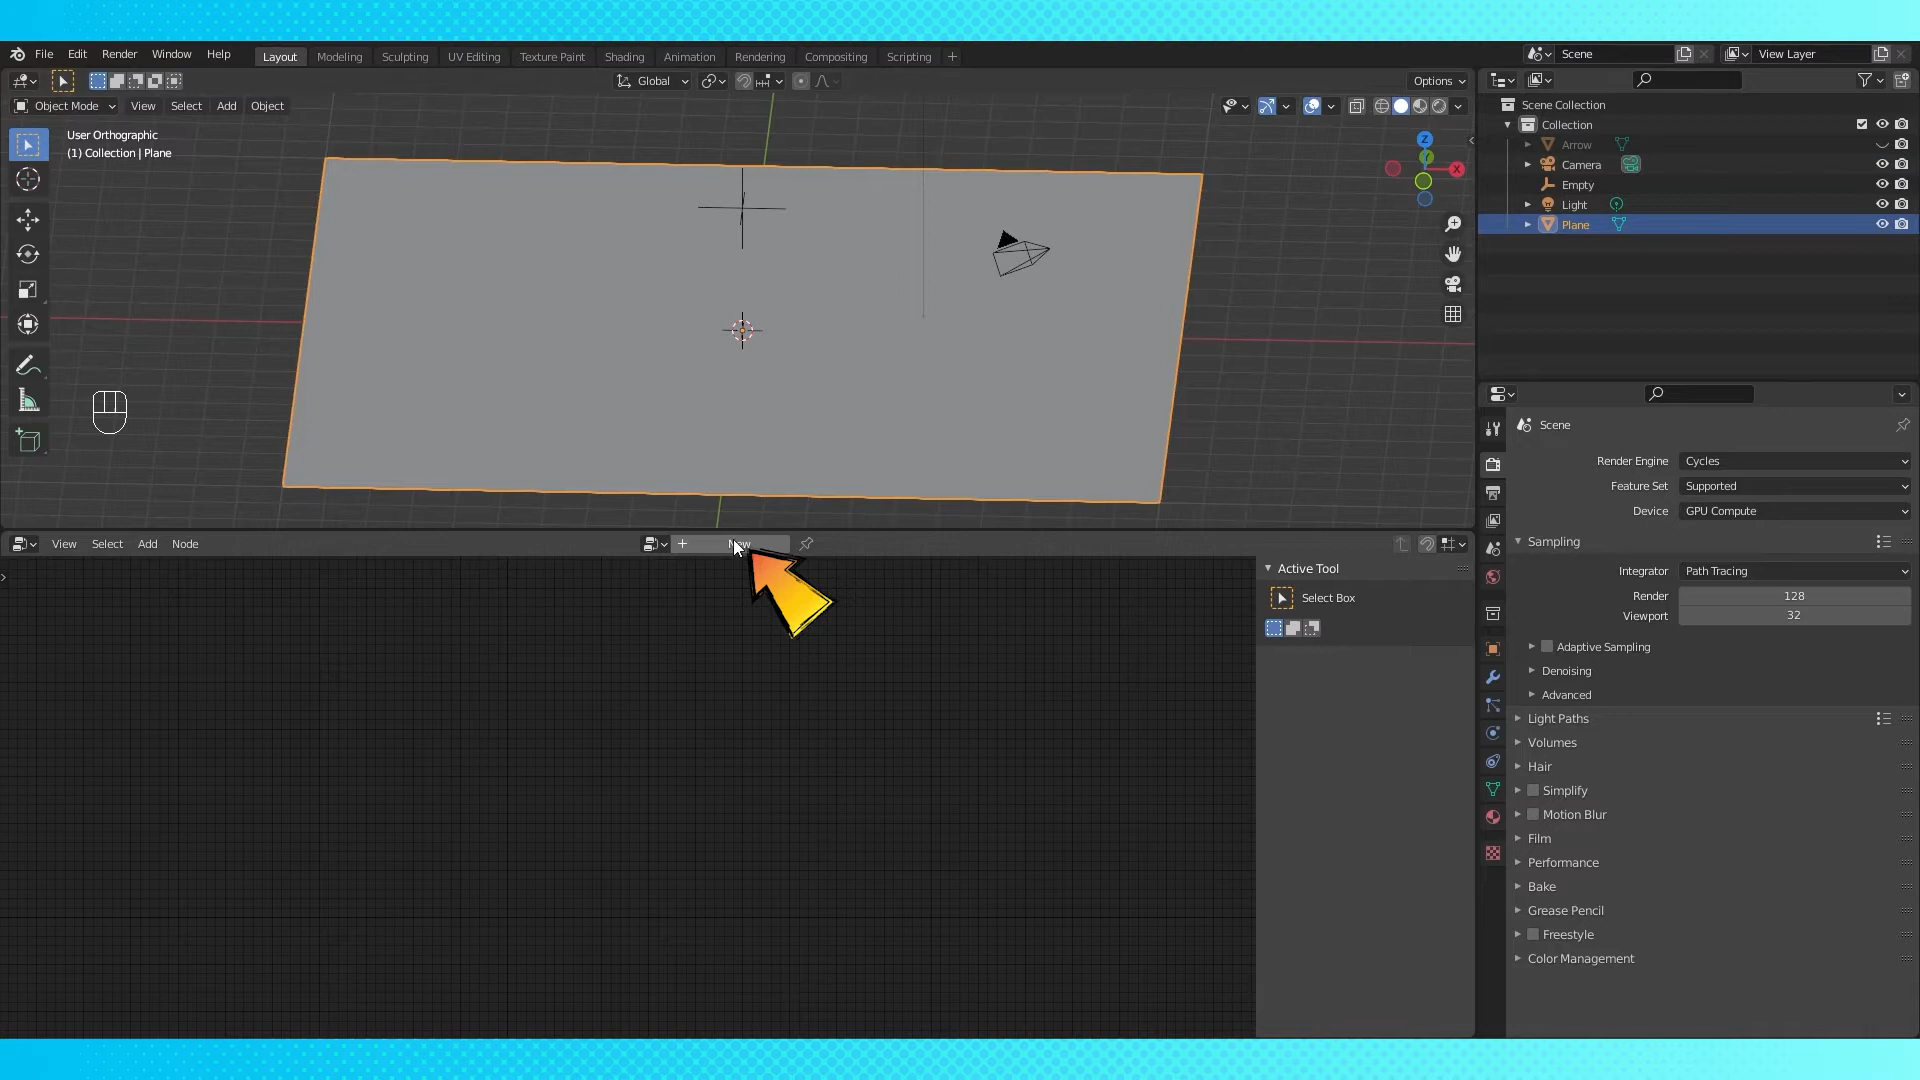 File Edit Render Window Help Layout Modeling Sculpting UV Editing Texture Paint Shading Animation Rendering Compositing Scripting + Scene View Layer
Global Options
Object Mode View Select Add Object
User Orthographic
(1) Collection | Plane
Z
X
Scene Collection
Collection
Arrow
Camera
Empty
Light
Plane
Scene
Render Engine Cycles
Feature Set Supported
Device GPU Compute
Sampling
Integrator Path Tracing
Render 128
Viewport 32
Adaptive Sampling
Denoising
Advanced
Light Paths
Volumes
Hair
Simplify
Motion Blur
Film
Performance
Bake
Grease Pencil
Freestyle
Color Management
View Select Add Node + New
Active Tool
Select Box